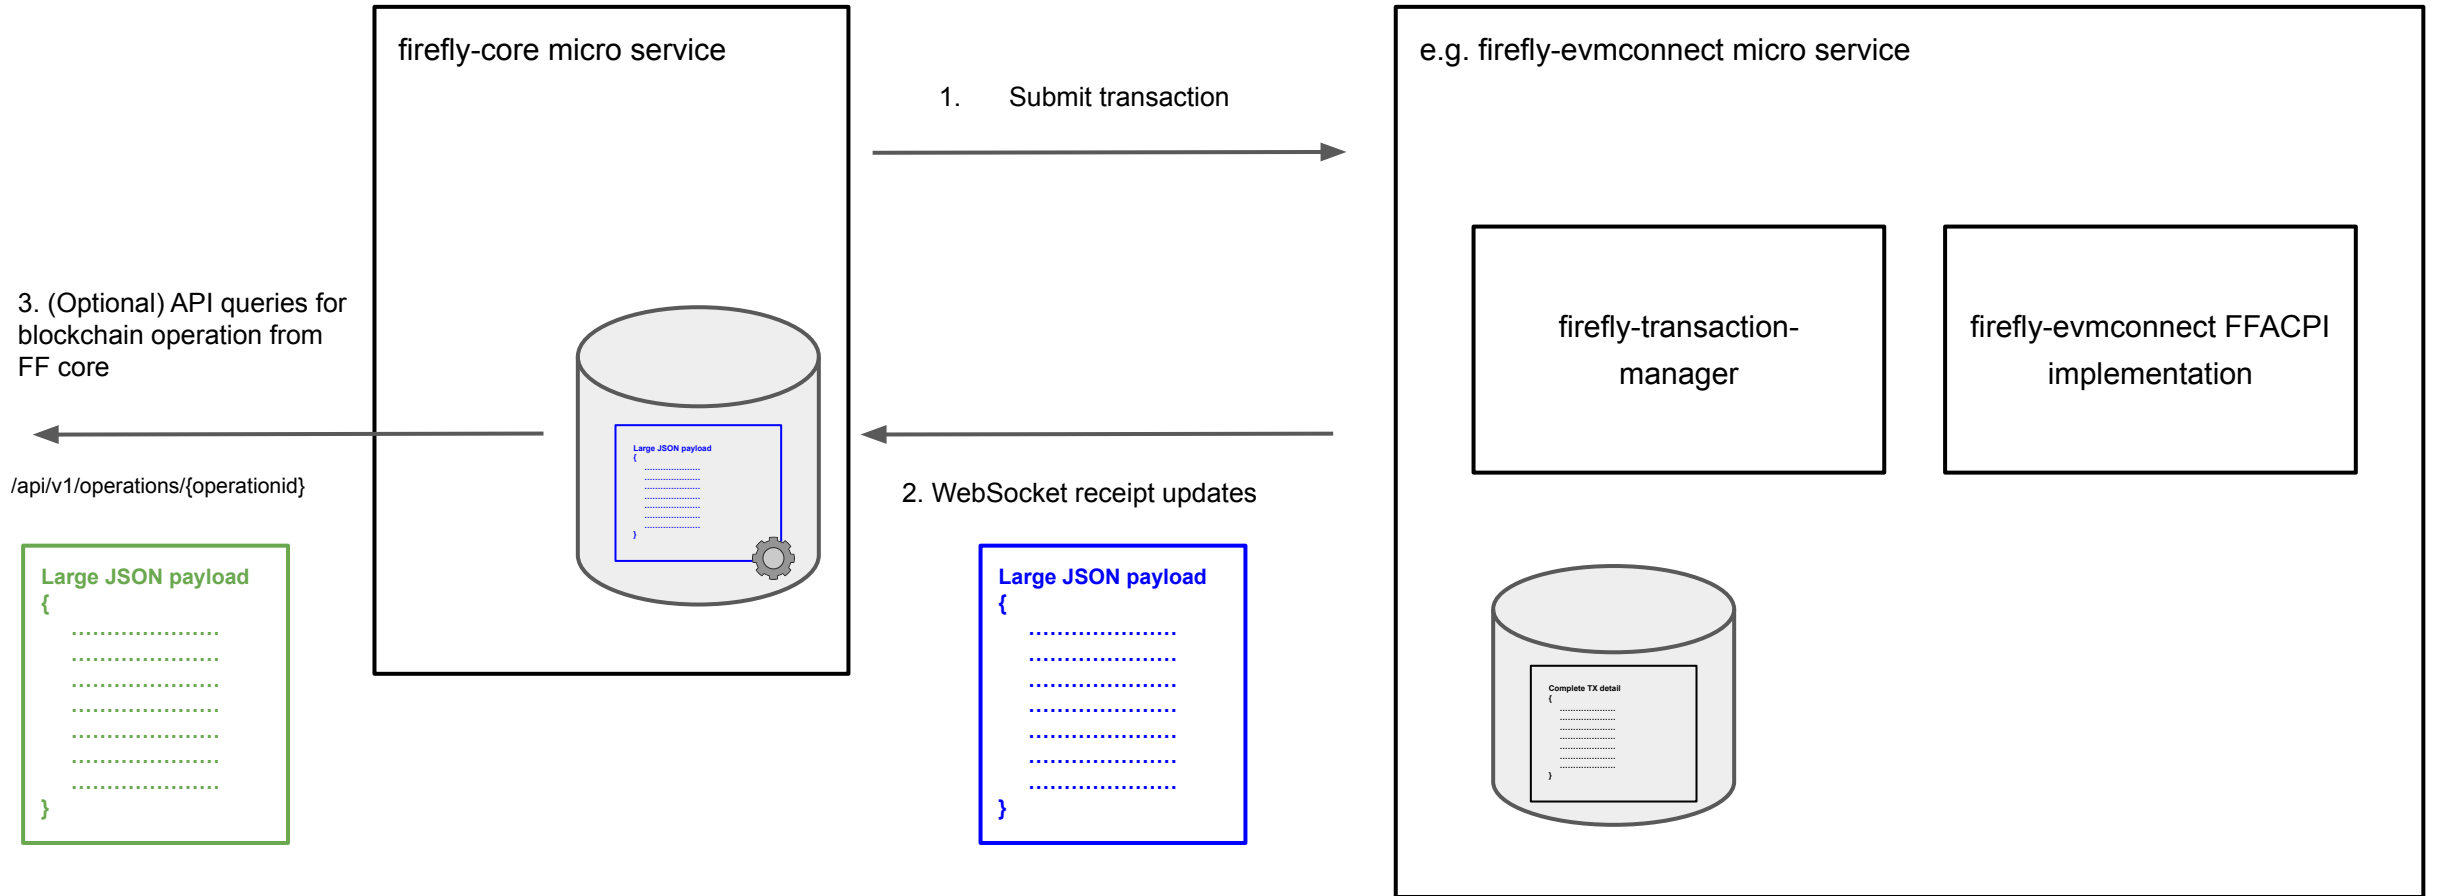 firefly-core micro service
e.g. firefly-evmconnect micro service
1. Submit transaction
3. (Optional) API queries for
blockchain operation from
FF core
/api/v1/operations/{operationid}
Large JSON payload
{
.....................
.....................
.....................
.....................
.....................
.....................
.....................
}
2. WebSocket receipt updates
Large JSON payload
{
.....................
.....................
.....................
.....................
.....................
.....................
.....................
}
Large JSON payload
{
.....................
.....................
.....................
.....................
.....................
.....................
.....................
}
firefly-transaction-
manager
firefly-evmconnect FFACPI
implementation
Complete TX detail
{
.....................
.....................
.....................
.....................
.....................
.....................
.....................
}